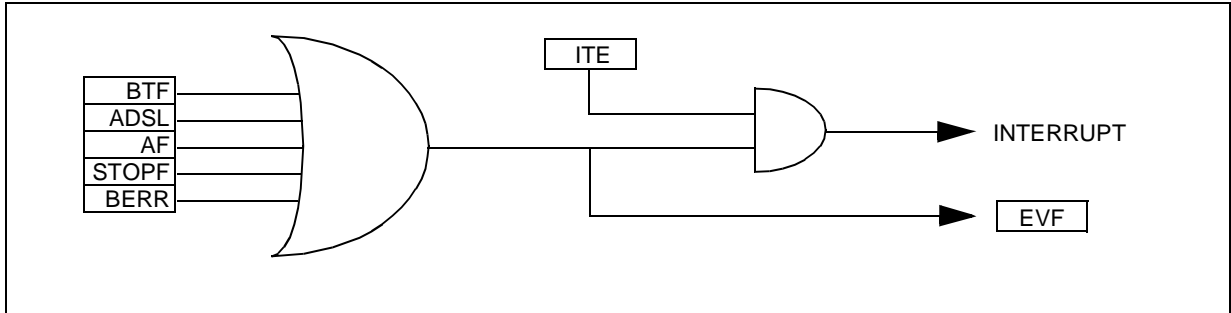 ITE
BTF
ADSL
AF
STOPF
BERR
INTERRUPT
EVF